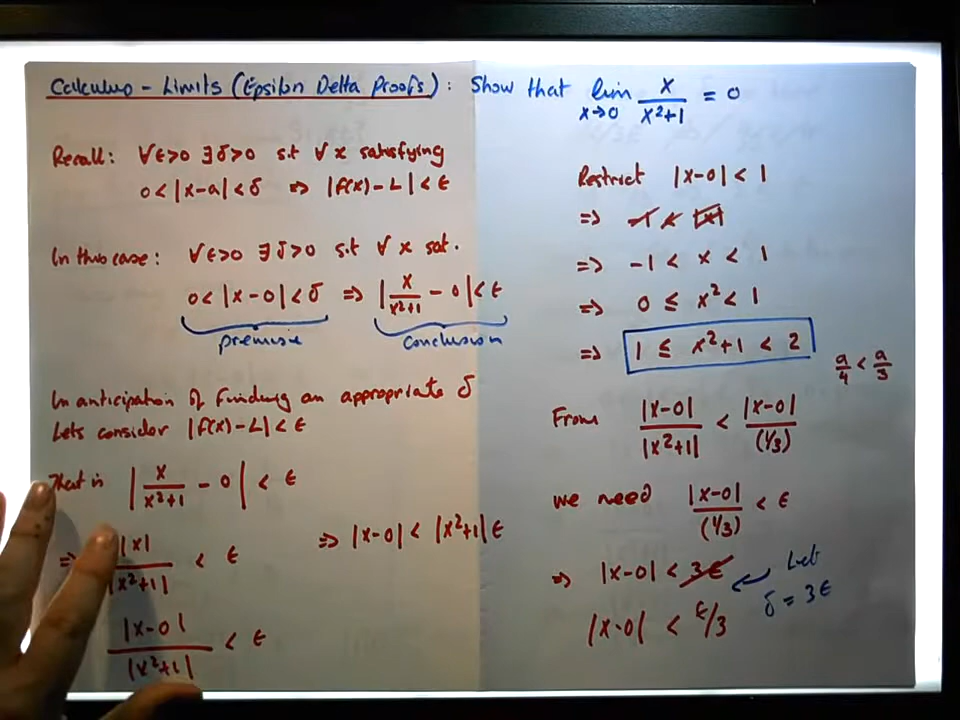 Calculus - Limits (Epsilon Delta Proofs): Show that lim x→0 x/(x²+1) = 0
Recall: ∀ε>0 ∃δ>0 s.t ∀ x satisfying
0<|x-a|<δ ⇒ |f(x)-L|<ε
In this case: ∀ε>0 ∃δ>0 s.t ∀ x sat.
0<|x-0|<δ ⇒ |x/(x²+1) - 0|<ε
premise conclusion
In anticipation of finding an appropriate δ
Lets consider |f(x)-L|<ε
That is |x/(x²+1) - 0| < ε
⇒ |x|/|x²+1| < ε ⇒ |x-0| < |x²+1|ε
|x-0|/|x²+1| < ε
Restrict |x-0| < 1
⇒ -1 <
⇒ -1 < x < 1
⇒ 0 ≤ x² < 1
⇒ 1 ≤ x²+1 < 2
a/4 < a/3
From |x-0|/|x²+1| < |x-0|/(1/3)
we need |x-0|/(1/3) < ε
⇒ |x-0| < 3ε
Let
δ = 3ε
|x-0| < ε/3